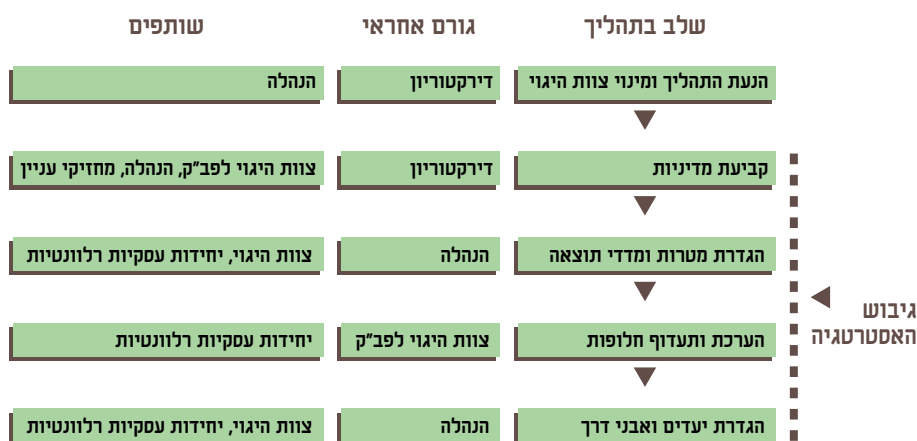 שלב בתהליך גורם אחראי שותפים
הנעת התהליך ומינוי צוות היגוי דירקטוריון הנהלה
קביעת מדיניות דירקטוריון צוות היגוי לפב"ק, הנהלה, מחזיקי עניין
הגדרת מטרות ומדדי תוצאה הנהלה צוות היגוי, יחידות עסקיות רלוונטיות
גיבוש
האסטרטגיה
הערכת ותעדוף חלופות צוות היגוי לפב"ק יחידות עסקיות רלוונטיות
הגדרת יעדים ואבני דרך הנהלה צוות היגוי, יחידות עסקיות רלוונטיות